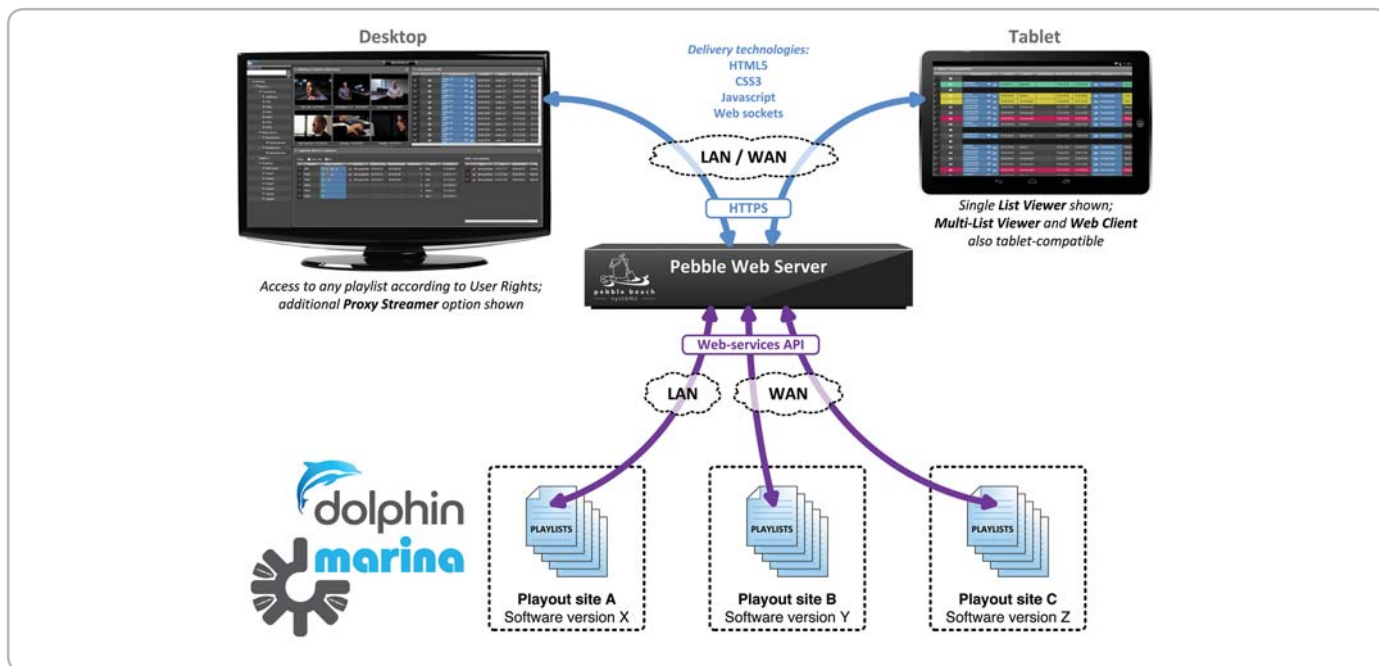 Desktop
Delivery technologies:
HTML5
CSS3
Javascript
Web sockets
Tablet
LAN / WAN
HTTPS
Single List Viewer shown;
Multi-List Viewer and Web Client
also tablet-compatible
Access to any playlist according to User Rights;
additional Proxy Streamer option shown
pebble beach
systems
Pebble Web Server
Web-services API
LAN
WAN
dolphin
marina
PLAYLISTS
Playout site A
Software version X
PLAYLISTS
Playout site B
Software version Y
PLAYLISTS
Playout site C
Software version Z